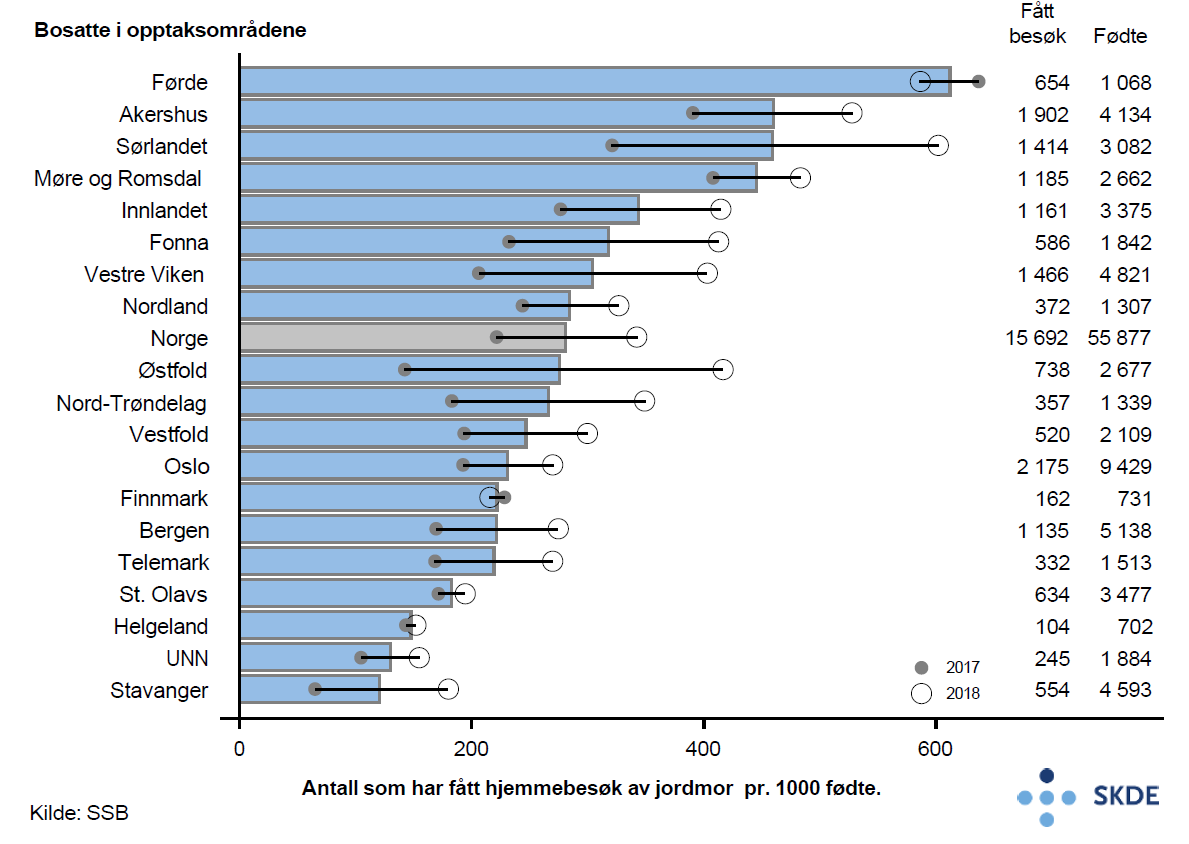 Bosatte i opptaksområdene
Fått
besøk Fødte
Førde 654 1 068
Akershus 1 902 4 134
Sørlandet 1 414 3 082
Møre og Romsdal 1 185 2 662
Innlandet 1 161 3 375
Fonna 586 1 842
Vestre Viken 1 466 4 821
Nordland 372 1 307
Norge 15 692 55 877
Østfold 738 2 677
Nord-Trøndelag 357 1 339
Vestfold 520 2 109
Oslo 2 175 9 429
Finnmark 162 731
Bergen 1 135 5 138
Telemark 332 1 513
St. Olavs 634 3 477
Helgeland 104 702
UNN 245 1 884
Stavanger 554 4 593
2017
2018
0 200 400 600
Antall som har fått hjemmebesøk av jordmor pr. 1000 fødte.
Kilde: SSB
SKDE